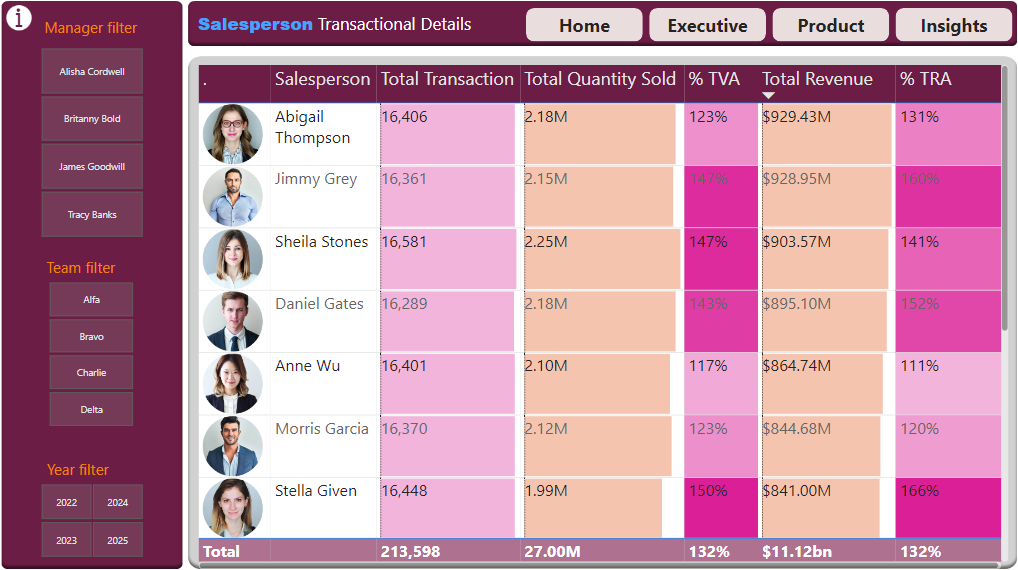 i
Manager filter
Alisha Cordwell
Britanny Bold
James Goodwill
Tracy Banks
Team filter
Alfa
Bravo
Charlie
Delta
Year filter
2022 2024
2023 2025
Salesperson Transactional Details Home Executive Product Insights
. Salesperson Total Transaction Total Quantity Sold % TVA Total Revenue % TRA
Abigail
Thompson 16,406 2.18M 123% $929.43M 131%
Jimmy Grey 16,361 2.15M 147% $928.95M 160%
Sheila Stones 16,581 2.25M 147% $903.57M 141%
Daniel Gates 16,289 2.18M 143% $895.10M 152%
Anne Wu 16,401 2.10M 117% $864.74M 111%
Morris Garcia 16,370 2.12M 123% $844.68M 120%
Stella Given 16,448 1.99M 150% $841.00M 166%
Total 213,598 27.00M 132% $11.12bn 132%